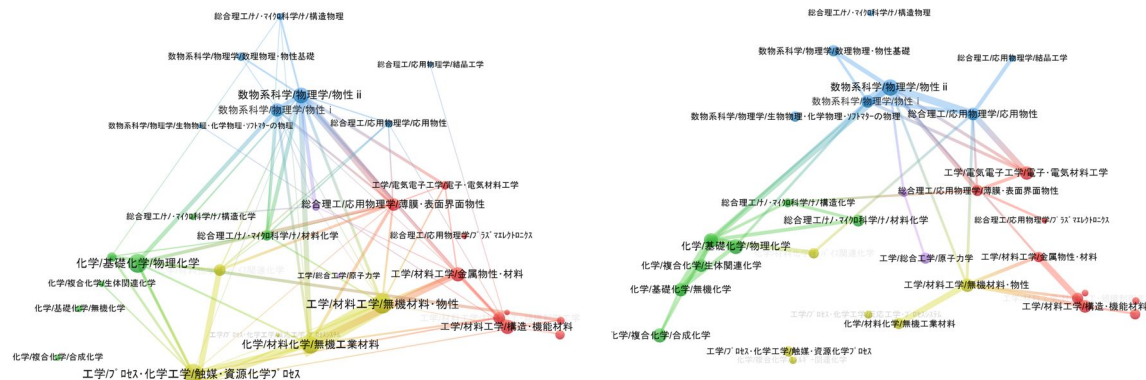 総合理工/ナノ・マイクロ科学/ナノ構造物理
数物系科学/物理学/数理物理・物性基礎
総合理工/応用物理学/結晶工学
数物系科学/物理学/物性 ii
数物系科学/物理学/物性 i
数物系科学/物理学/生物物理・化学物理・ソフトマターの物理
総合理工/応用物理学/応用物性
工学/電気電子工学/電子・電気材料工学
総合理工/応用物理学/薄膜・表面界面物性
総合理工/ナノ・マイクロ科学/ナノ構造化学
総合理工/ナノ・マイクロ科学/ナノ材料化学
総合理工/応用物理学/プラズマエレクトロニクス
化学/基礎化学/物理化学
化学/複合化学/生体関連化学
工学/総合工学/原子力学
工学/材料工学/金属物性・材料
化学/基礎化学/無機化学
工学/材料工学/無機材料・物性
工学/材料工学/構造・機能材料
化学/材料化学/無機工業材料
化学/複合化学/合成化学
工学/プロセス・化学工学/触媒・資源化学プロセス
総合理工/ナノ・マイクロ科学/ナノ構造物理
数物系科学/物理学/数理物理・物性基礎
総合理工/応用物理学/結晶工学
数物系科学/物理学/物性 ii
数物系科学/物理学/物性 i
数物系科学/物理学/生物物理・化学物理・ソフトマターの物理
総合理工/応用物理学/応用物性
工学/電気電子工学/電子・電気材料工学
総合理工/応用物理学/薄膜・表面界面物性
総合理工/ナノ・マイクロ科学/ナノ構造化学
総合理工/ナノ・マイクロ科学/ナノ材料化学
総合理工/応用物理学/プラズマエレクトロニクス
化学/基礎化学/物理化学
化学/複合化学/生体関連化学
工学/総合工学/原子力学
工学/材料工学/金属物性・材料
化学/基礎化学/無機化学
工学/材料工学/無機材料・物性
工学/材料工学/構造・機能材料
化学/材料化学/無機工業材料
化学/複合化学/合成化学
工学/プロセス・化学工学/触媒・資源化学プロセス